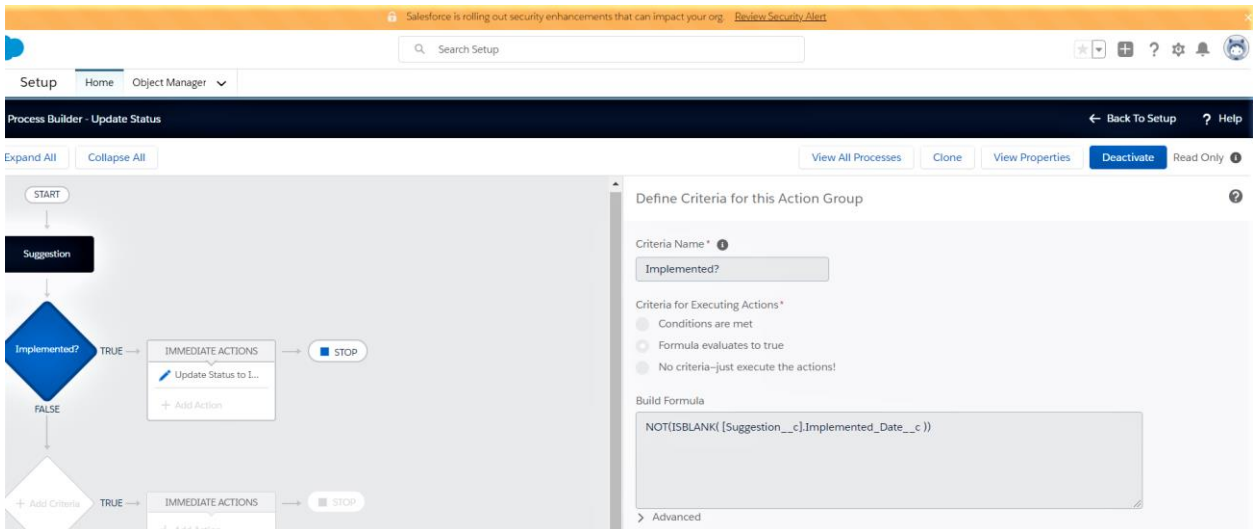 Salesforce is rolling out security enhancements that can impact your org. Review Security Alert
Search Setup
Setup Home Object Manager
Process Builder - Update Status Back To Setup ? Help
Expand All Collapse All View All Processes Clone View Properties Deactivate Read Only
START
Suggestion
Implemented? TRUE IMMEDIATE ACTIONS STOP
Update Status to I...
+ Add Action
FALSE
+ Add Criteria TRUE IMMEDIATE ACTIONS STOP
+ Add Action
Define Criteria for this Action Group
Criteria Name*
Implemented?
Criteria for Executing Actions*
Conditions are met
Formula evaluates to true
No criteria—just execute the actions!
Build Formula
NOT(ISBLANK( [Suggestion__c].Implemented_Date__c ))
Advanced